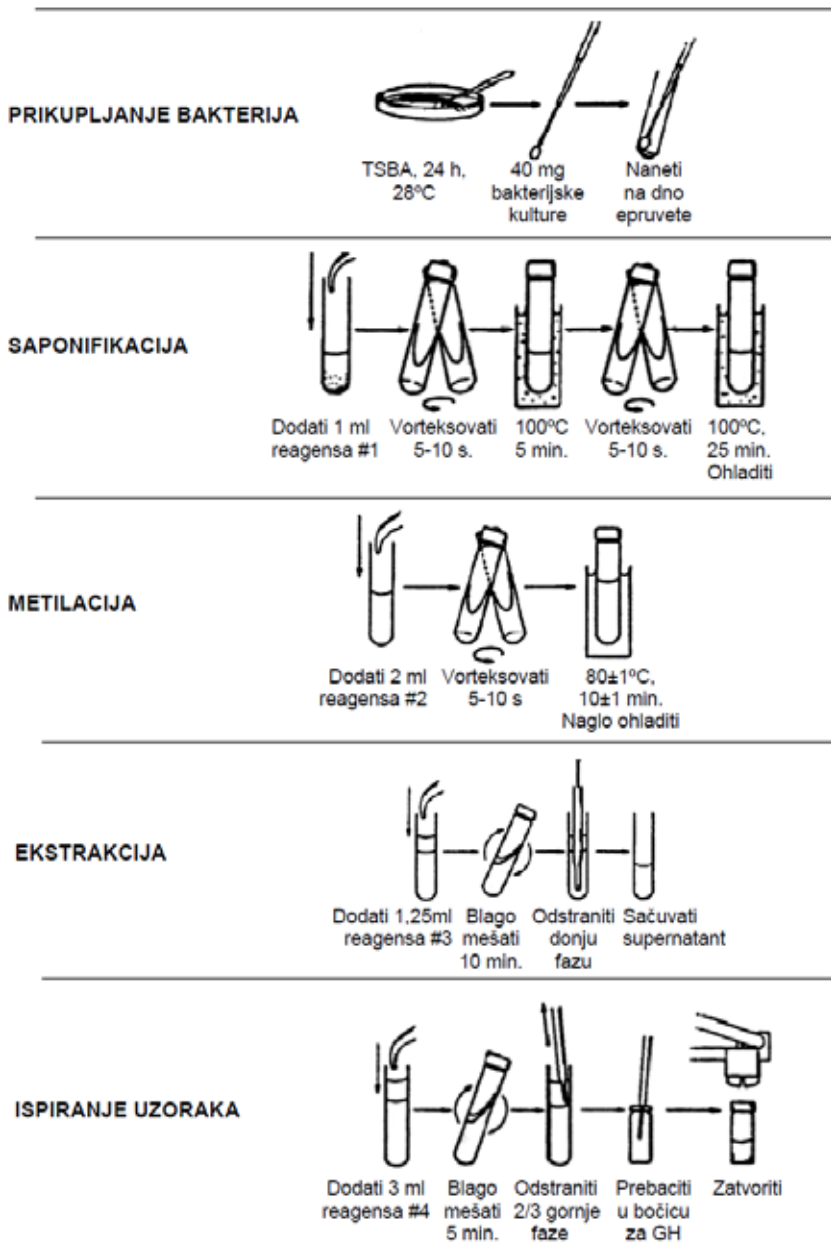 PRIKUPLJANJE BAKTERIJA
TSBA, 24 h,
28ºC
40 mg
bakterijske
kulture
Naneti
na dno
epruvete
SAPONIFIKACIJA
Dodati 1 ml
reagensa #1
Vorteksovati
5-10 s.
100ºC
5 min.
Vorteksovati
5-10 s.
100ºC,
25 min.
Ohladiti
METILACIJA
Dodati 2 ml
reagensa #2
Vorteksovati
5-10 s
80±1ºC,
10±1 min.
Naglo ohladiti
EKSTRAKCIJA
Dodati 1,25ml
reagensa #3
Blago
mešati
10 min.
Odstraniti
donju
fazu
Sačuvati
supernatant
ISPIRANJE UZORAKA
Dodati 3 ml
reagensa #4
Blago
mešati
5 min.
Odstraniti
2/3 gornje
faze
Prebaciti
u bočicu
za GH
Zatvoriti